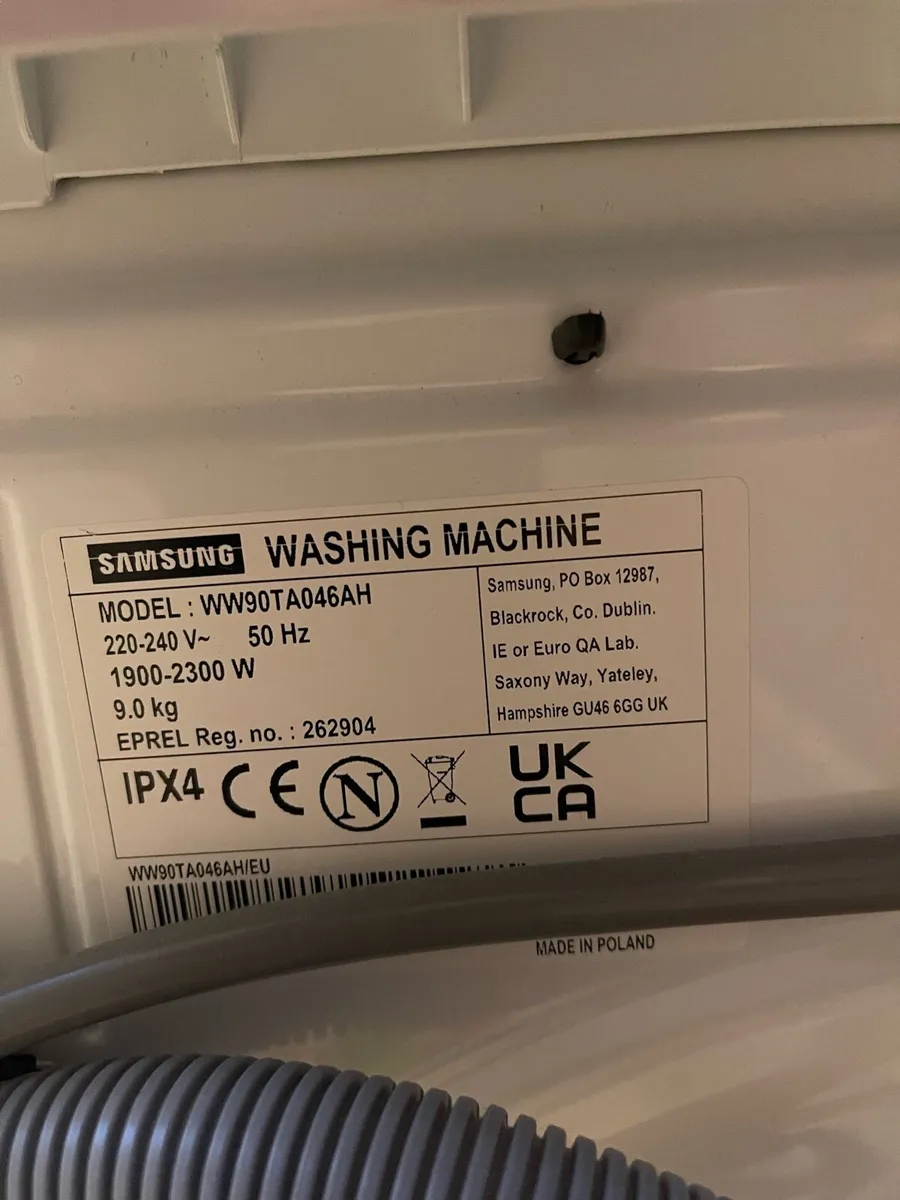 SAMSUNG WASHING MACHINE
MODEL : WW90TA046AH
220-240 V~ 50 Hz
1900-2300 W
9.0 kg
EPREL Reg. no. : 262904
Samsung, PO Box 12987,
Blackrock, Co. Dublin.
IE or Euro QA Lab.
Saxony Way, Yateley,
Hampshire GU46 6GG UK
IPX4 CE N UK
CA
WW90TA046AH/EU
MADE IN POLAND